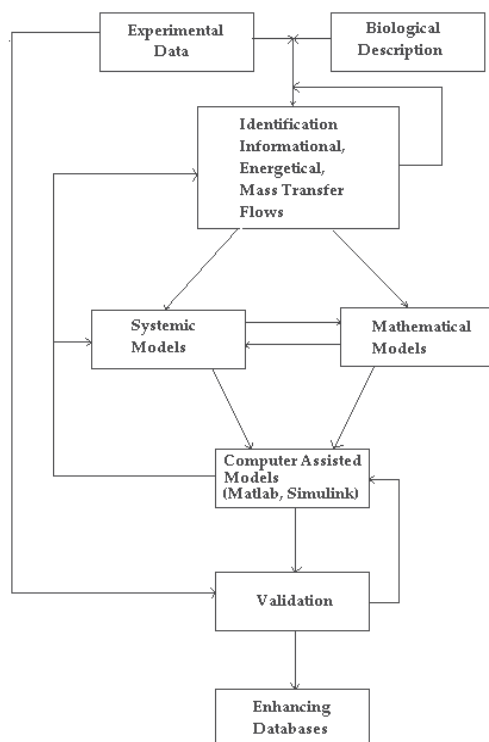 Experimental
Data
Biological
Description
Identification
Informational,
Energetical,
Mass Transfer
Flows
Systemic
Models
Mathematical
Models
Computer Assisted
Models
(Matlab, Simulink)
Validation
Enhancing
Databases